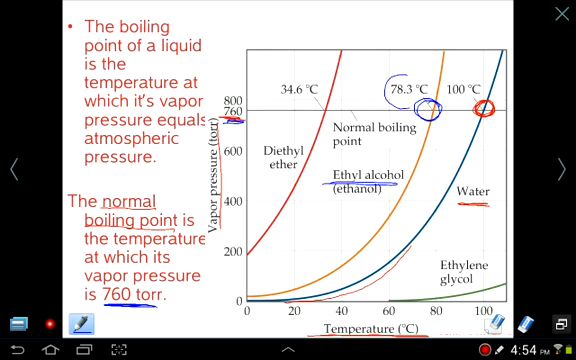 • The boiling
point of a liquid
is the
temperature at
which it's vapor
pressure equals
atmospheric
pressure.
The normal
boiling point is
the temperature
at which its
vapor pressure
is 760 torr.
34.6 °C
78.3 °C
100 °C
800
760
600
400
200
0
Vapor pressure (torr)
Normal boiling
point
Diethyl
ether
Ethyl alcohol
(ethanol)
Water
Ethylene
glycol
0
20
40
60
80
100
Temperature (°C)
4:54 PM